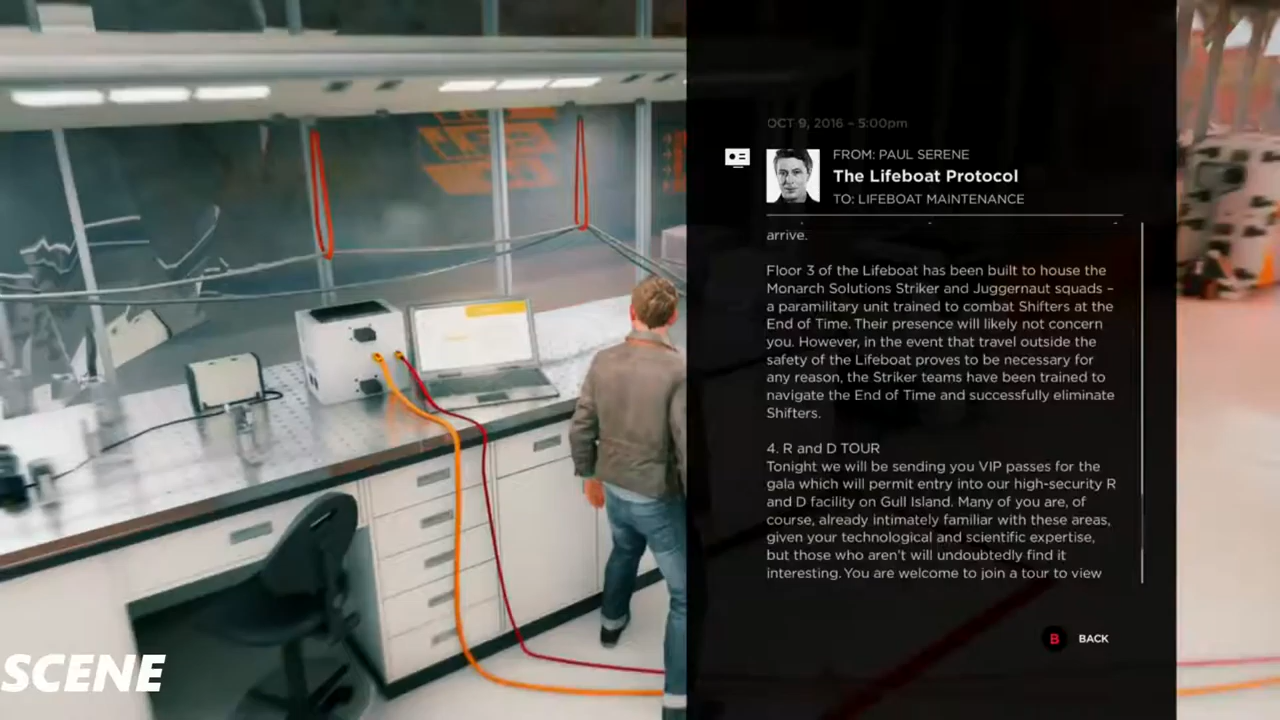 OCT 9, 2016 – 5:00pm
FROM: PAUL SERENE
The Lifeboat Protocol
TO: LIFEBOAT MAINTENANCE
arrive.
Floor 3 of the Lifeboat has been built to house the
Monarch Solutions Striker and Juggernaut squads –
a paramilitary unit trained to combat Shifters at the
End of Time. Their presence will likely not concern
you. However, in the event that travel outside the
safety of the Lifeboat proves to be necessary for
any reason, the Striker teams have been trained to
navigate the End of Time and successfully eliminate
Shifters.
4. R and D TOUR
Tonight we will be sending you VIP passes for the
gala which will permit entry into our high-security R
and D facility on Gull Island. Many of you are, of
course, already intimately familiar with these areas,
given your technological and scientific expertise,
but those who aren't will undoubtedly find it
interesting. You are welcome to join a tour to view
B BACK
SCENE